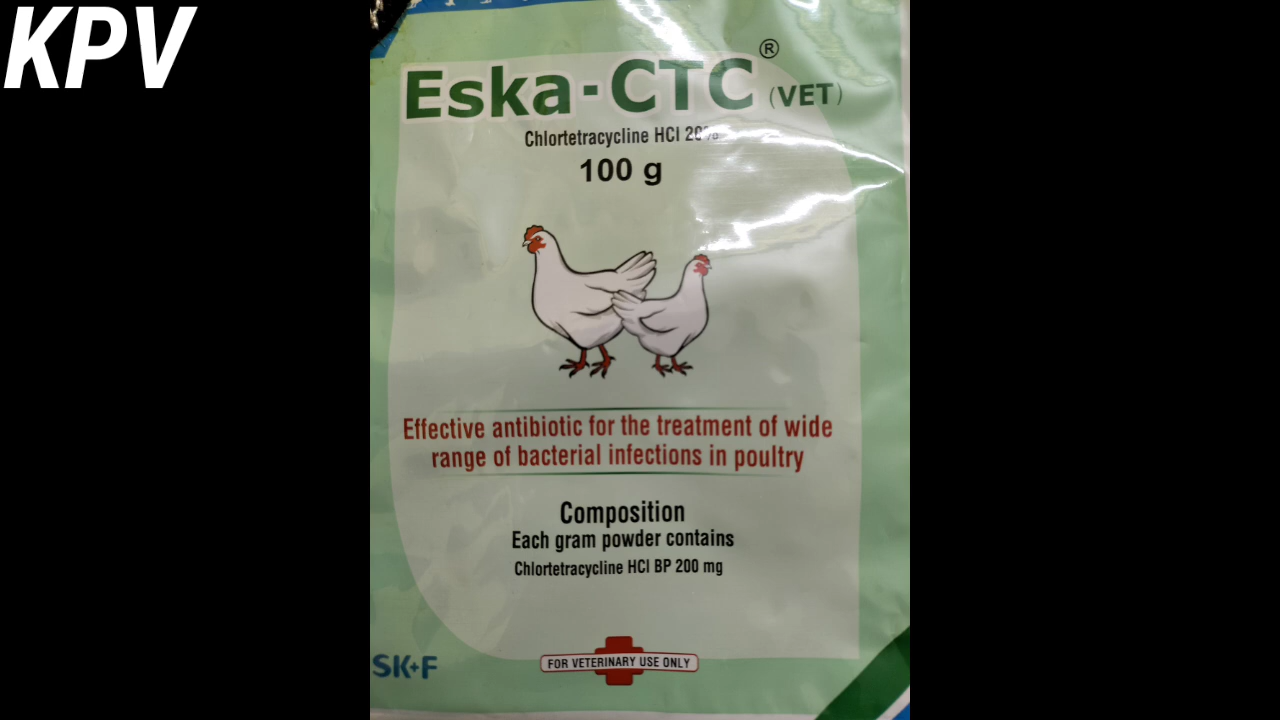 KPV
Eska-CTC® (VET)
Chlortetracycline HCl 20%
100 g
Effective antibiotic for the treatment of wide
range of bacterial infections in poultry
Composition
Each gram powder contains
Chlortetracycline HCl BP 200 mg
FOR VETERINARY USE ONLY
SK+F